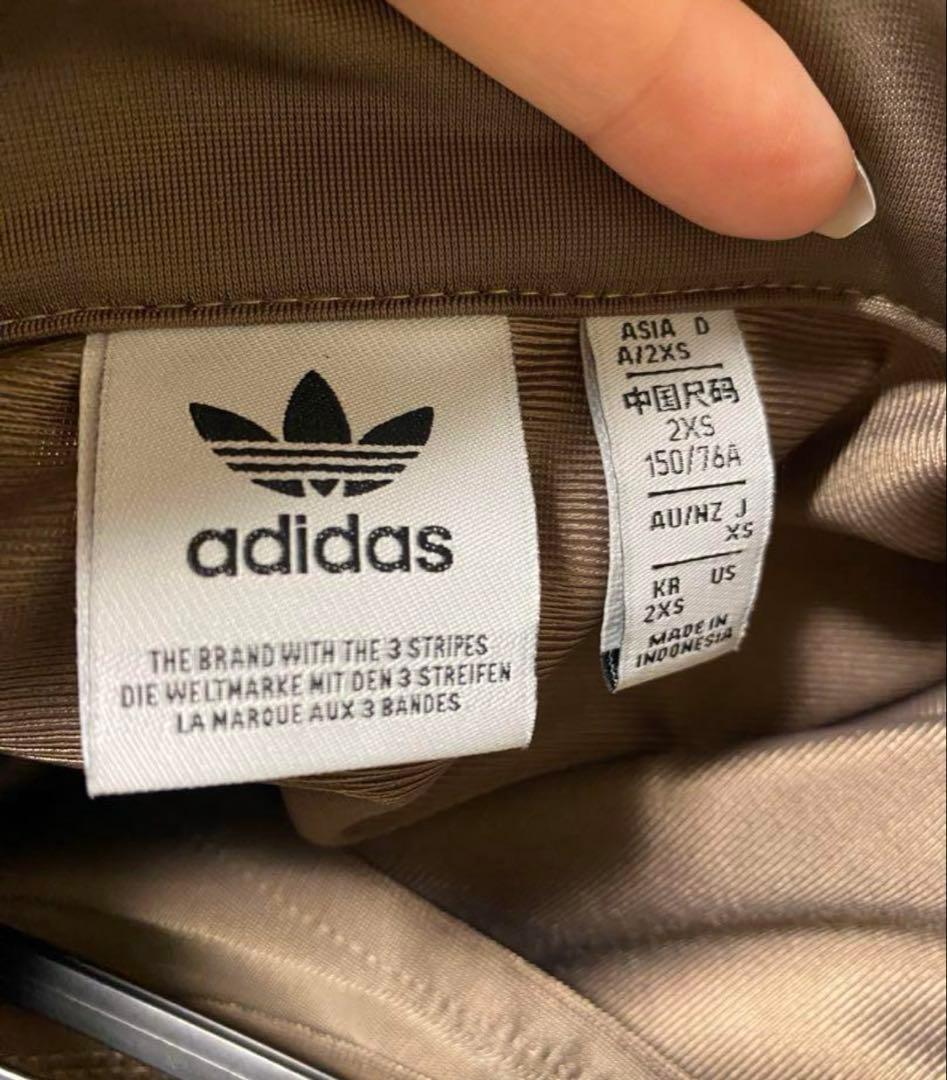 adidas
THE BRAND WITH THE 3 STRIPES
DIE WELTMARKE MIT DEN 3 STREIFEN
LA MARQUE AUX 3 BANDES
ASIA D
A/2XS
中国尺码
2XS
150/76A
AU/NZ J
XS
KR US
2XS
MADE IN
INDONESIA